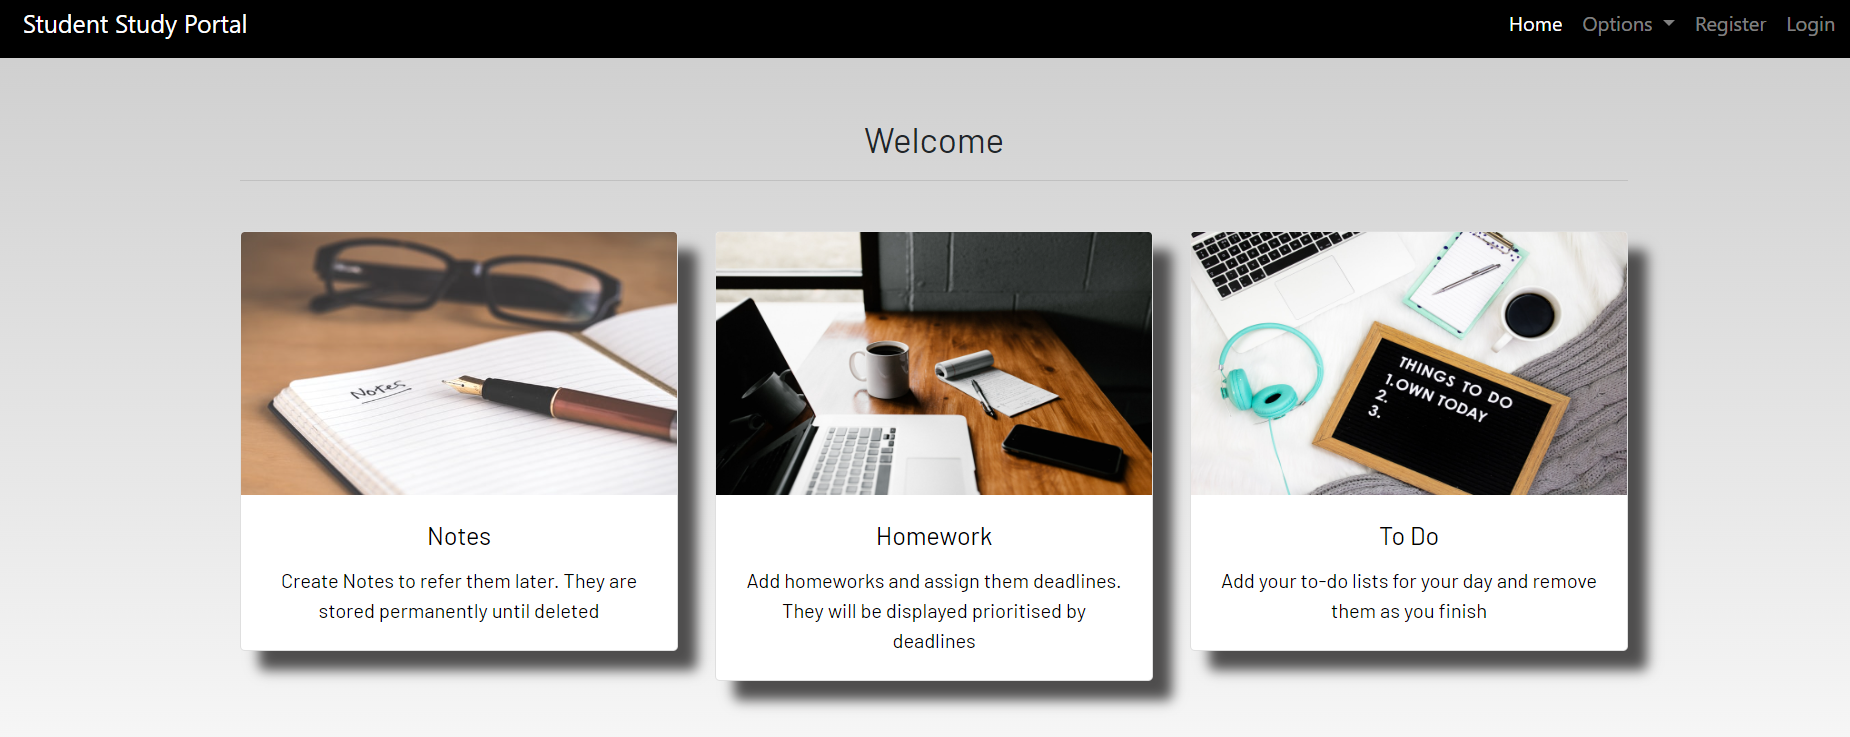 Student Study Portal
Home Options Register Login
Welcome
Notes
THINGS TO DO
1.OWN TODAY
2.
3.
Notes
Create Notes to refer them later. They are
stored permanently until deleted
Homework
Add homeworks and assign them deadlines.
They will be displayed prioritised by
deadlines
To Do
Add your to-do lists for your day and remove
them as you finish